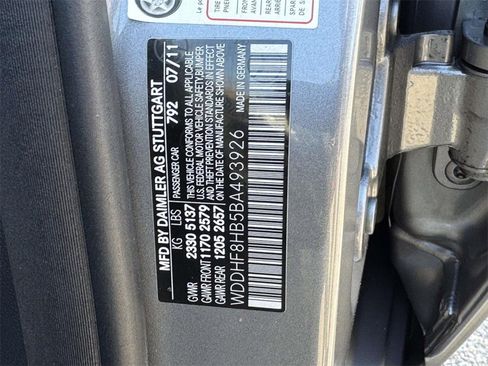 MFD BY DAIMLER AG STUTTGART
PASSENGER CAR 792 07/11
KG LBS
GVWR 2330 5137
GAWR FRONT 1170 2579
GAWR REAR 1205 2657
THIS VEHICLE CONFORMS TO ALL APPLICABLE
U.S. FEDERAL MOTOR VEHICLE SAFETY,BUMPER
AND THEFT PREVENTION STANDARDS IN EFFECT
ON THE DATE OF MANUFACTURE SHOWN ABOVE
WDDHF8HB5BA493926 MADE IN GERMANY